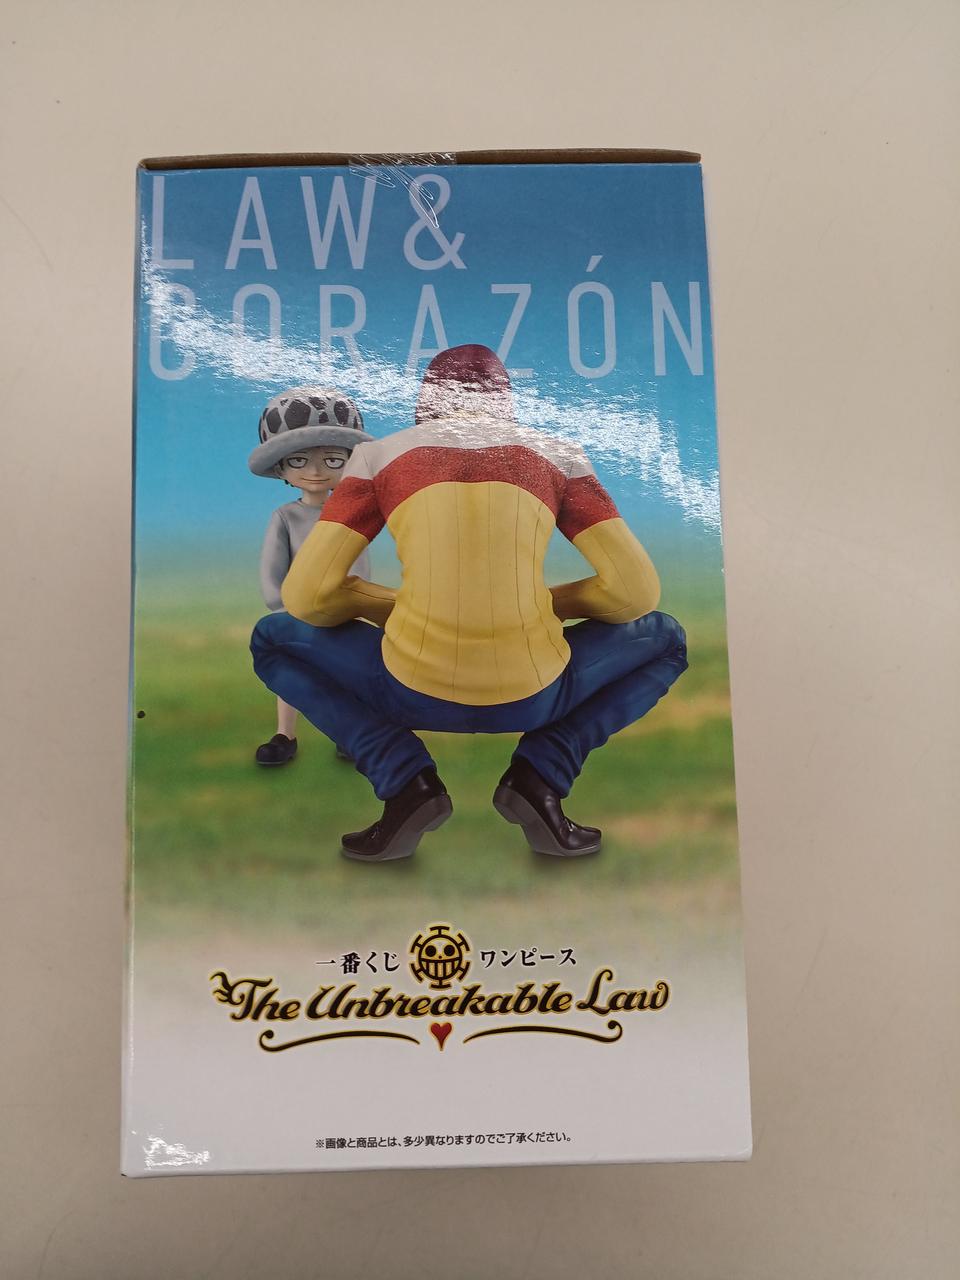 LAW&
CORAZÓN
一番くじ ワンピース
The Unbreakable Law
※画像と商品とは、多少異なりますのでご了承ください。